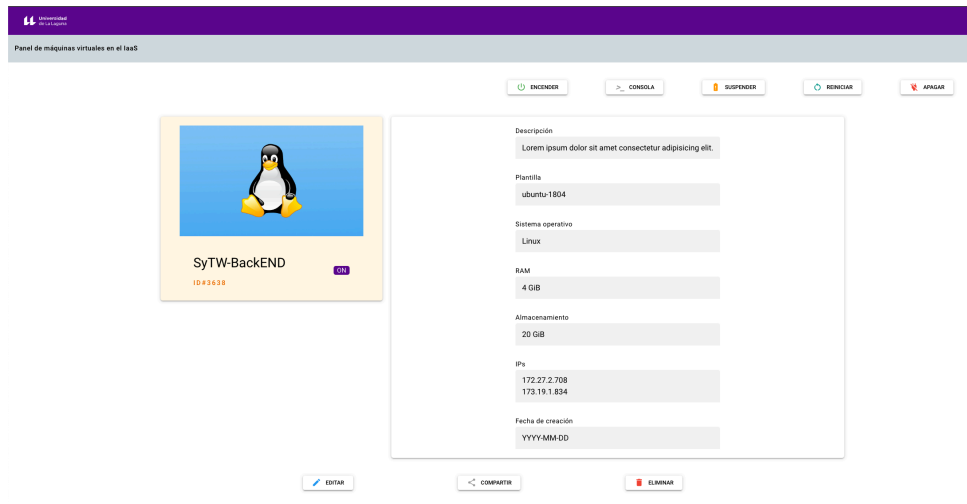 Universidad
de La Laguna
Panel de máquinas virtuales en el IaaS
ENCENDER
>_ CONSOLA
SUSPENDER
REINICIAR
APAGAR
SyTW-BackEND
ON
ID#3638
Descripción
Lorem ipsum dolor sit amet consectetur adipisicing elit.
Plantilla
ubuntu-1804
Sistema operativo
Linux
RAM
4 GiB
Almacenamiento
20 GiB
IPs
172.27.2.708
173.19.1.834
Fecha de creación
YYYY-MM-DD
EDITAR
COMPARTIR
ELIMINAR